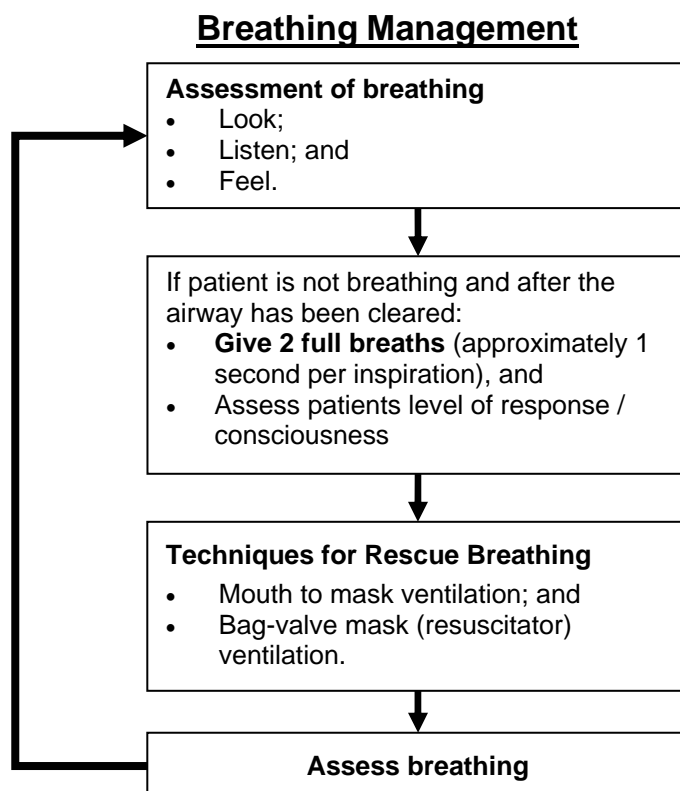 Breathing Management
Assessment of breathing
• Look;
• Listen; and
• Feel.
If patient is not breathing and after the
airway has been cleared:
• Give 2 full breaths (approximately 1
second per inspiration), and
• Assess patients level of response /
consciousness
Techniques for Rescue Breathing
• Mouth to mask ventilation; and
• Bag-valve mask (resuscitator)
ventilation.
Assess breathing